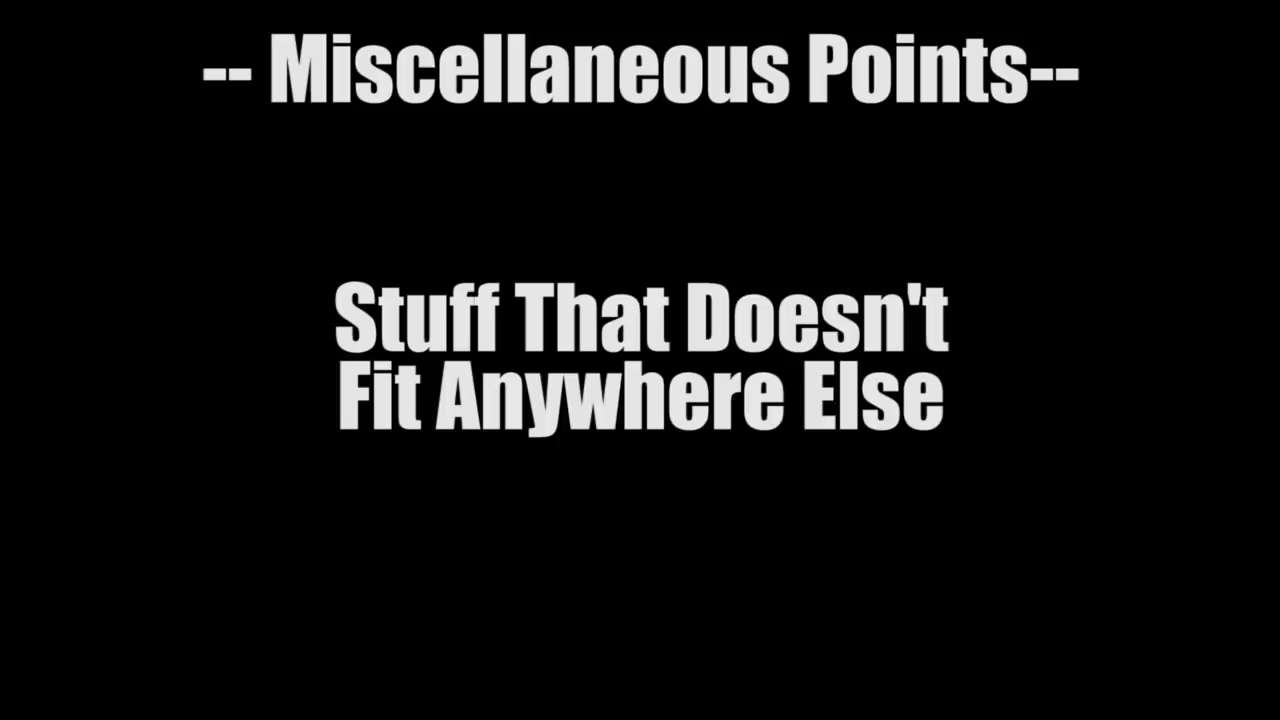 -- Miscellaneous Points--
Stuff That Doesn't
Fit Anywhere Else